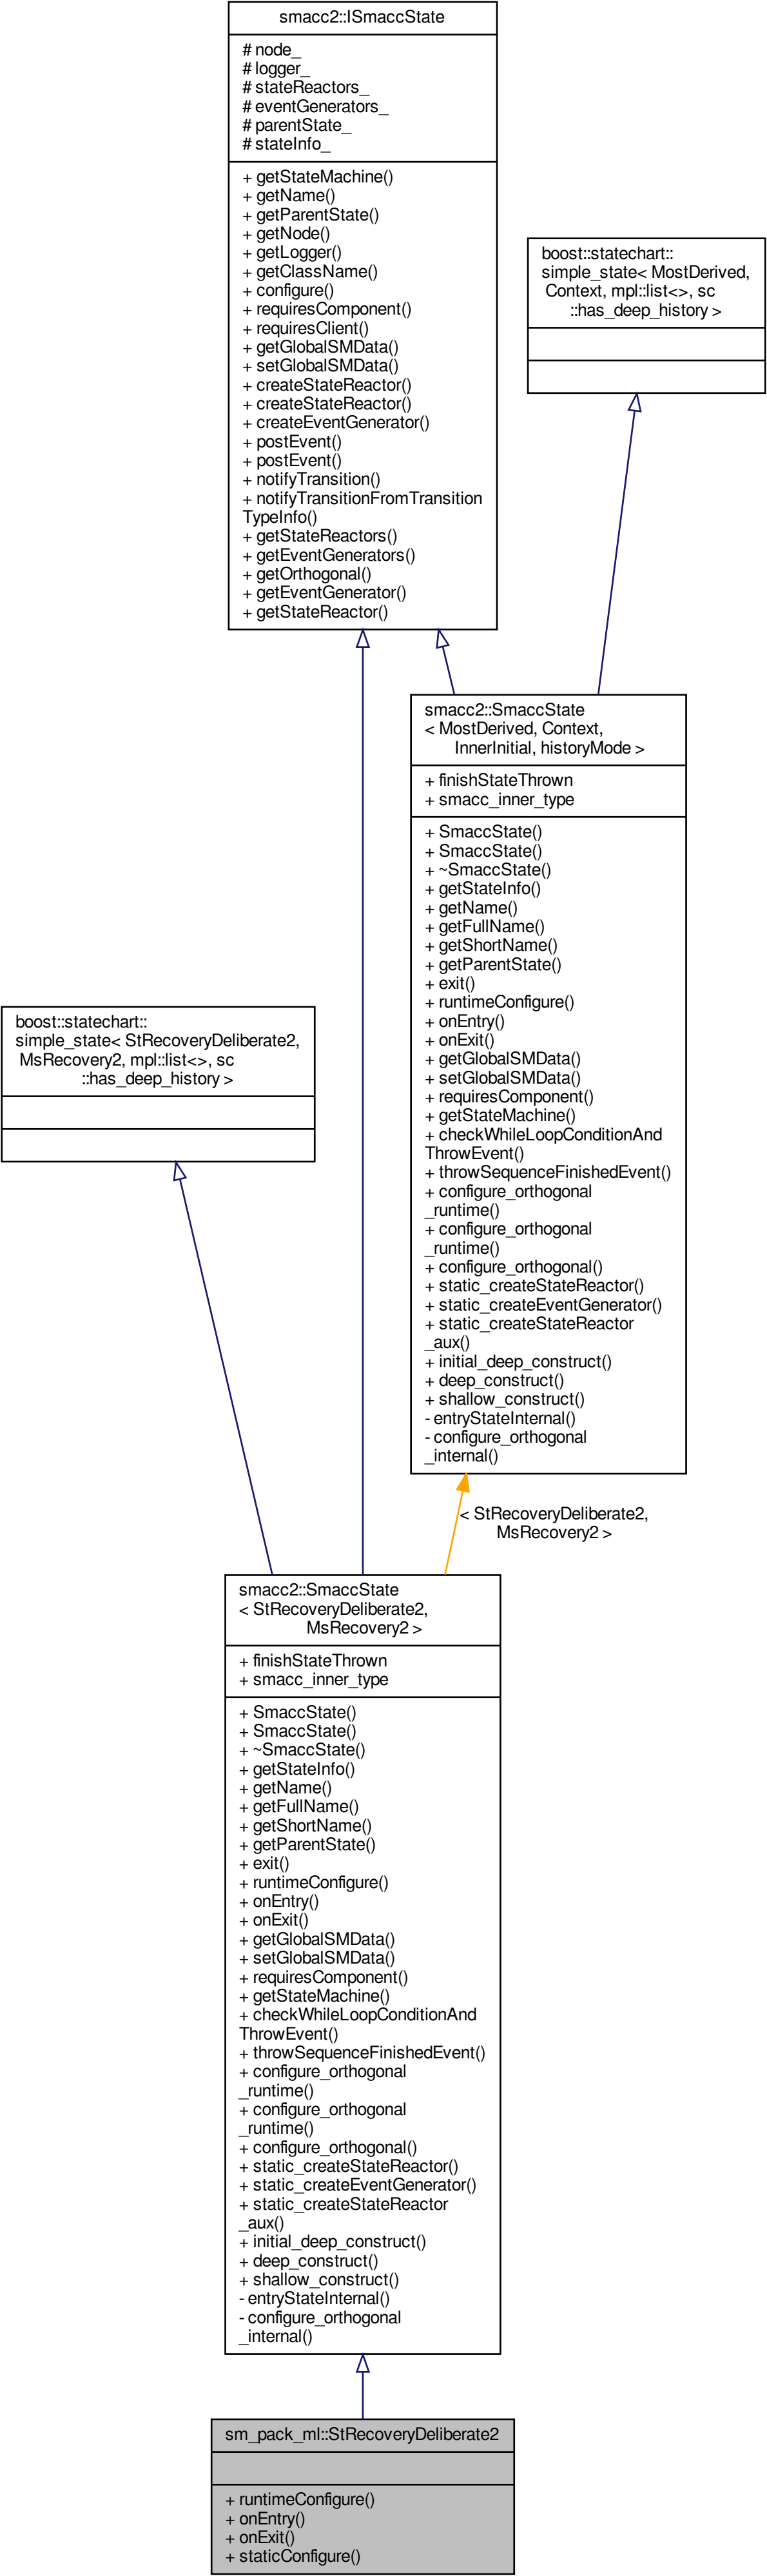 smacc2::ISmaccState
# node_
# logger_
# stateReactors_
# eventGenerators_
# parentState_
# stateInfo_
+ getStateMachine()
+ getName()
+ getParentState()
+ getNode()
+ getLogger()
+ getClassName()
+ configure()
+ requiresComponent()
+ requiresClient()
+ getGlobalSMData()
+ setGlobalSMData()
+ createStateReactor()
+ createStateReactor()
+ createEventGenerator()
+ postEvent()
+ postEvent()
+ notifyTransition()
+ notifyTransitionFromTransition
TypeInfo()
+ getStateReactors()
+ getEventGenerators()
+ getOrthogonal()
+ getEventGenerator()
+ getStateReactor()
boost::statechart::
simple_state< MostDerived,
Context, mpl::list<>, sc
::has_deep_history >
smacc2::SmaccState
< MostDerived, Context,
InnerInitial, historyMode >
+ finishStateThrown
+ smacc_inner_type
+ SmaccState()
+ SmaccState()
+ ~SmaccState()
+ getStateInfo()
+ getName()
+ getFullName()
+ getShortName()
+ getParentState()
+ exit()
+ runtimeConfigure()
+ onEntry()
+ onExit()
+ getGlobalSMData()
+ setGlobalSMData()
+ requiresComponent()
+ getStateMachine()
+ checkWhileLoopConditionAnd
ThrowEvent()
+ throwSequenceFinishedEvent()
+ configure_orthogonal
_runtime()
+ configure_orthogonal
_runtime()
+ configure_orthogonal()
+ static_createStateReactor()
+ static_createEventGenerator()
+ static_createStateReactor
_aux()
+ initial_deep_construct()
+ deep_construct()
+ shallow_construct()
- entryStateInternal()
- configure_orthogonal
_internal()
boost::statechart::
simple_state< StRecoveryDeliberate2,
MsRecovery2, mpl::list<>, sc
::has_deep_history >
< StRecoveryDeliberate2,
MsRecovery2 >
smacc2::SmaccState
< StRecoveryDeliberate2,
MsRecovery2 >
+ finishStateThrown
+ smacc_inner_type
+ SmaccState()
+ SmaccState()
+ ~SmaccState()
+ getStateInfo()
+ getName()
+ getFullName()
+ getShortName()
+ getParentState()
+ exit()
+ runtimeConfigure()
+ onEntry()
+ onExit()
+ getGlobalSMData()
+ setGlobalSMData()
+ requiresComponent()
+ getStateMachine()
+ checkWhileLoopConditionAnd
ThrowEvent()
+ throwSequenceFinishedEvent()
+ configure_orthogonal
_runtime()
+ configure_orthogonal
_runtime()
+ configure_orthogonal()
+ static_createStateReactor()
+ static_createEventGenerator()
+ static_createStateReactor
_aux()
+ initial_deep_construct()
+ deep_construct()
+ shallow_construct()
- entryStateInternal()
- configure_orthogonal
_internal()
sm_pack_ml::StRecoveryDeliberate2
+ runtimeConfigure()
+ onEntry()
+ onExit()
+ staticConfigure()